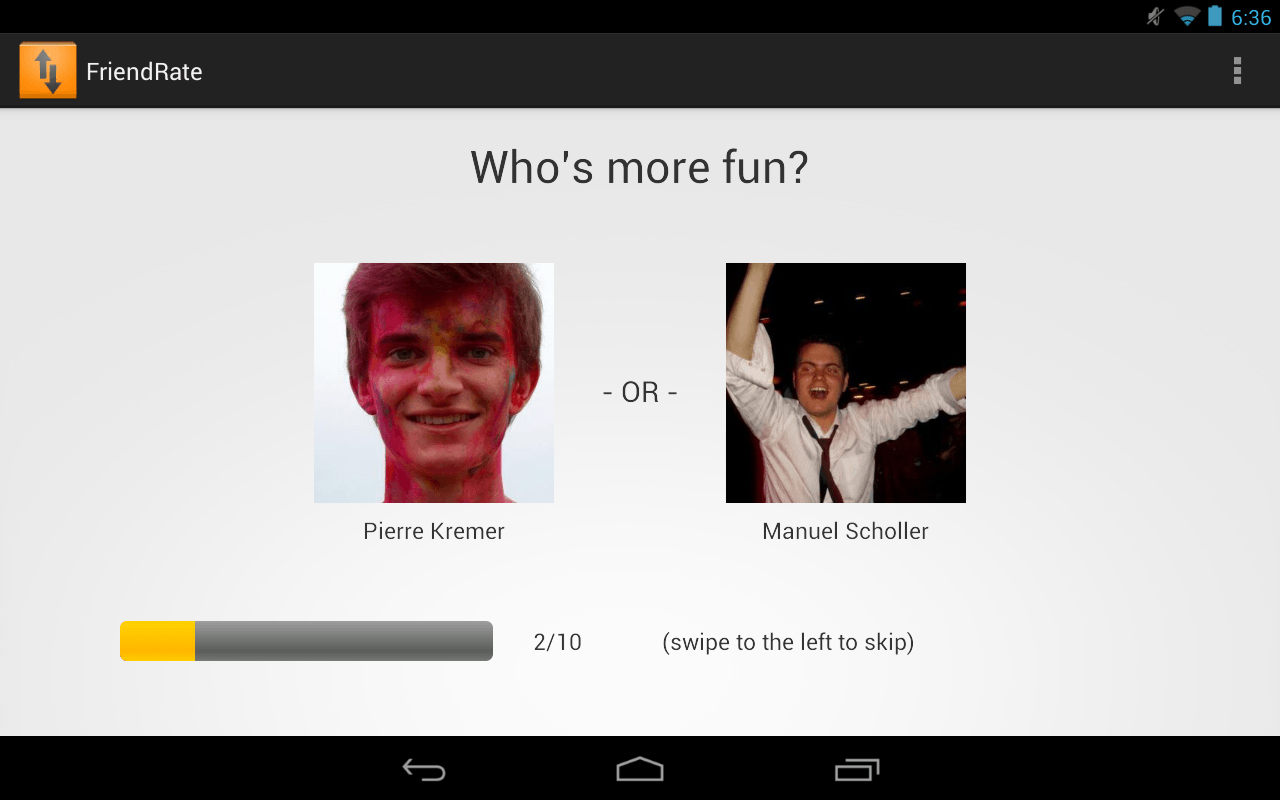 6:36
FriendRate
Who's more fun?
- OR -
Pierre Kremer
Manuel Scholler
2/10
(swipe to the left to skip)